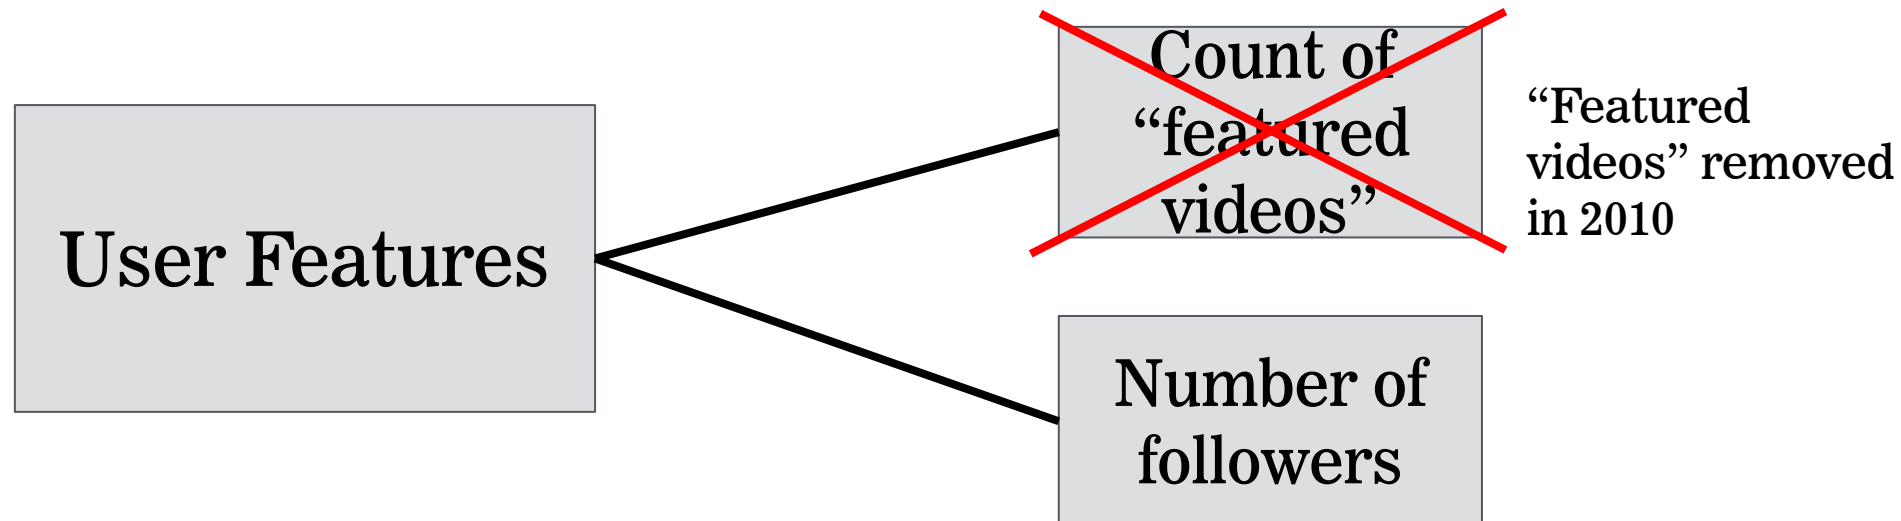 User Features
Count of
“featured
videos”
“Featured
videos” removed
in 2010
Number of
followers